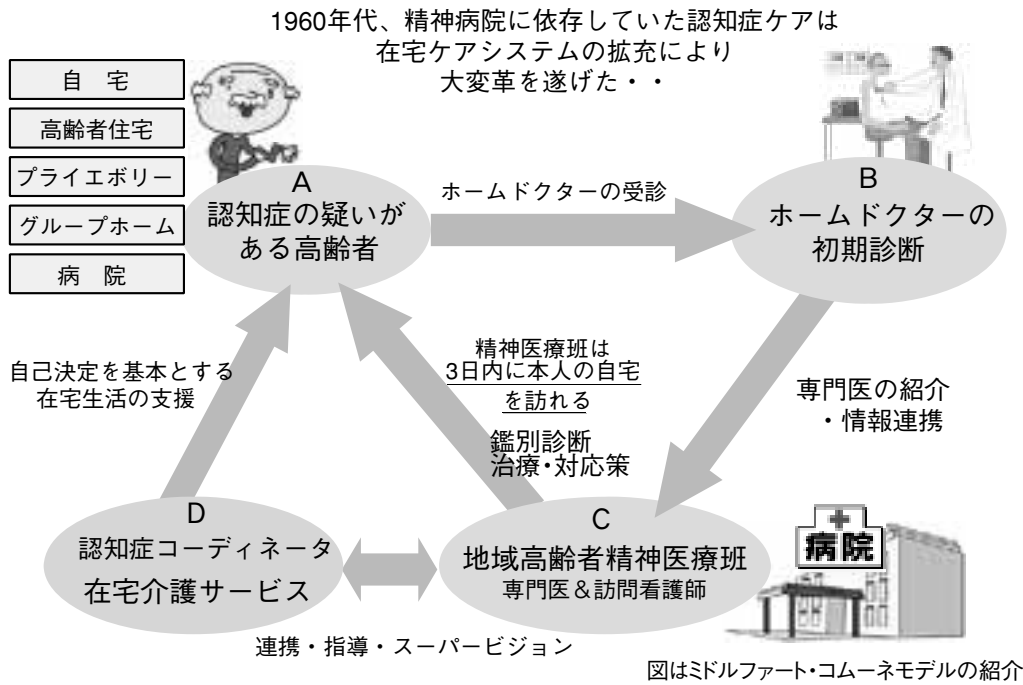 1960年代、精神病院に依存していた認知症ケアは
在宅ケアシステムの拡充により
大変革を遂げた・・
自　宅
高齢者住宅
プライエボリー
グループホーム
病　院
A
認知症の疑いが
ある高齢者
ホームドクターの受診
B
ホームドクターの
初期診断
自己決定を基本とする
在宅生活の支援
精神医療班は
3日内に本人の自宅
を訪れる
鑑別診断
治療・対応策
専門医の紹介
・情報連携
D
認知症コーディネータ
在宅介護サービス
C
地域高齢者精神医療班
専門医＆訪問看護師
病院
連携・指導・スーパービジョン
図はミドルファート・コムーネモデルの紹介